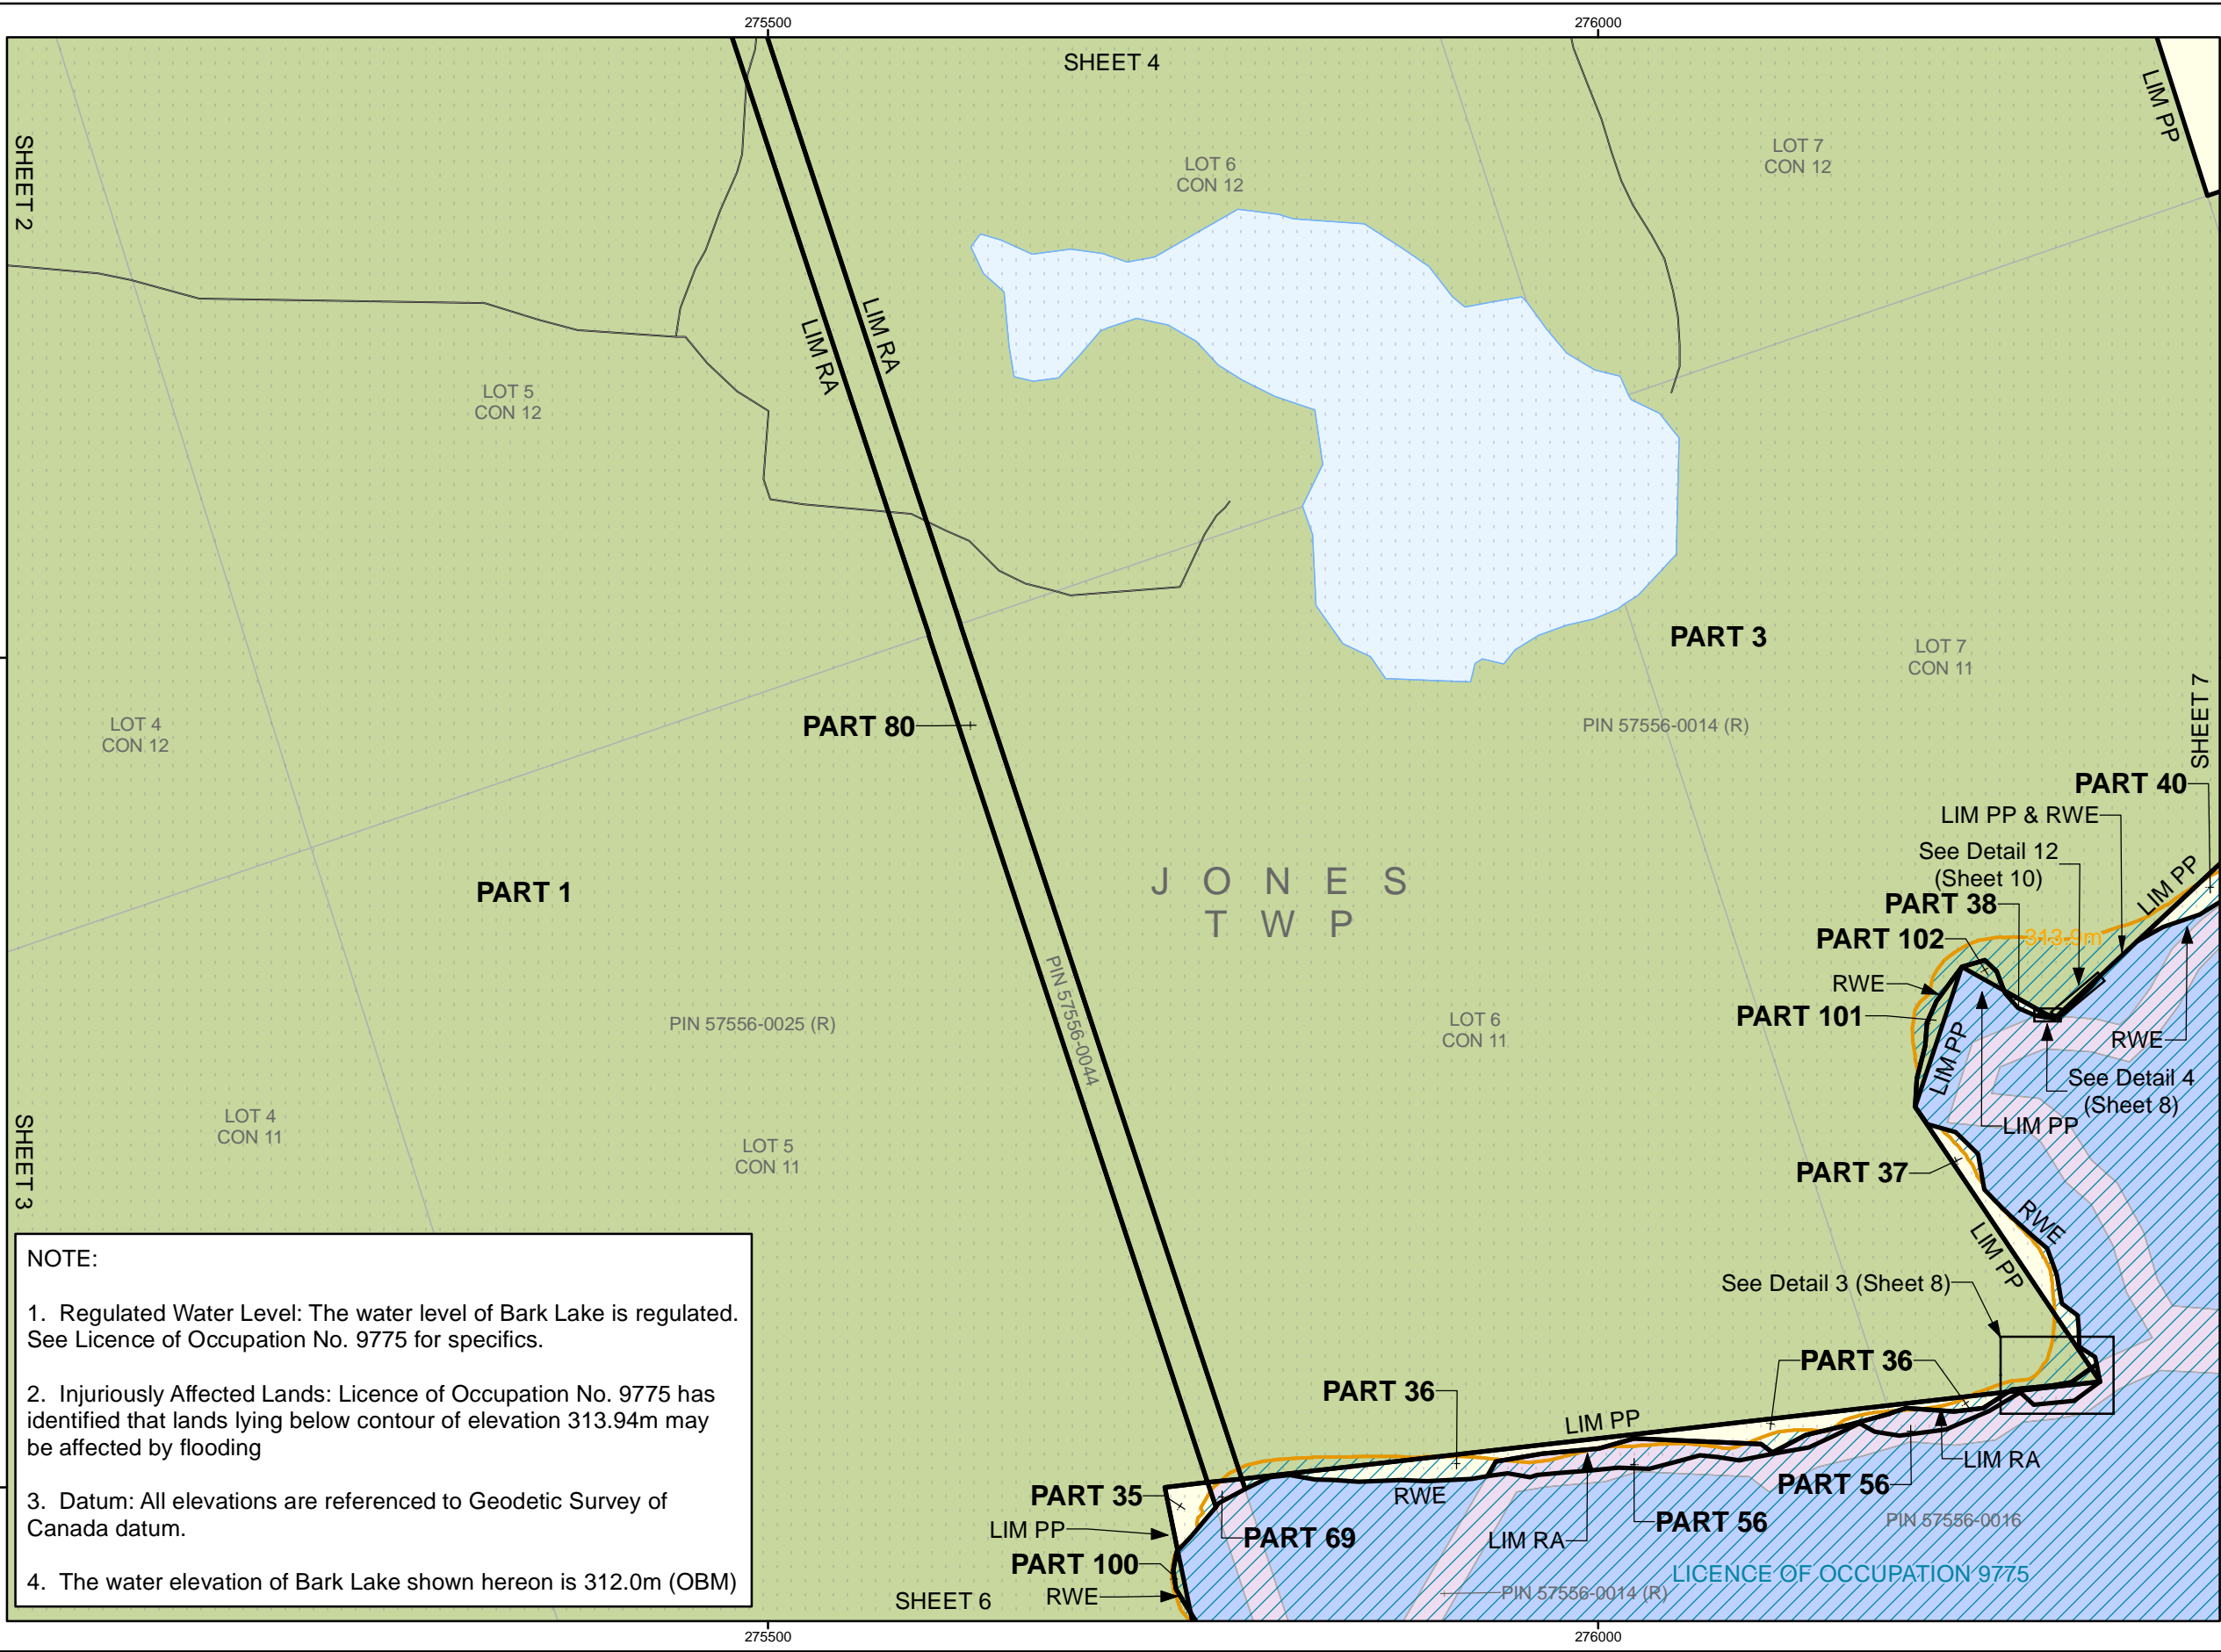 275500
276000
SHEET 4
LIM PP
SHEET 2
LOT 6
CON 12
LOT 7
CON 12
LIM RA
LIM RA
LOT 5
CON 12
PART 3
LOT 7
CON 11
SHEET 7
LOT 4
CON 12
PART 80
PIN 57556-0014 (R)
PART 40
LIM PP & RWE
See Detail 12
(Sheet 10)
LIM PP
PART 1
JONES
TWP
PART 38
313.9m
PART 102
RWE
PART 101
PIN 57556-0025 (R)
PIN 57556-0044
LOT 6
CON 11
LIM PP
RWE
See Detail 4
(Sheet 8)
LIM PP
LOT 4
CON 11
LOT 5
CON 11
SHEET 3
PART 37
RWE
LIM PP
See Detail 3 (Sheet 8)
NOTE:
1. Regulated Water Level: The water level of Bark Lake is regulated.
See Licence of Occupation No. 9775 for specifics.
2. Injuriously Affected Lands: Licence of Occupation No. 9775 has
identified that lands lying below contour of elevation 313.94m may
be affected by flooding
3. Datum: All elevations are referenced to Geodetic Survey of
Canada datum.
4. The water elevation of Bark Lake shown hereon is 312.0m (OBM)
PART 36
PART 36
LIM PP
LIM RA
PART 56
PART 35
RWE
LIM PP
PART 69
LIM RA
PART 56
PIN 57556-0016
PART 100
RWE
SHEET 6
LICENCE OF OCCUPATION 9775
PIN 57556-0014 (R)
275500
276000